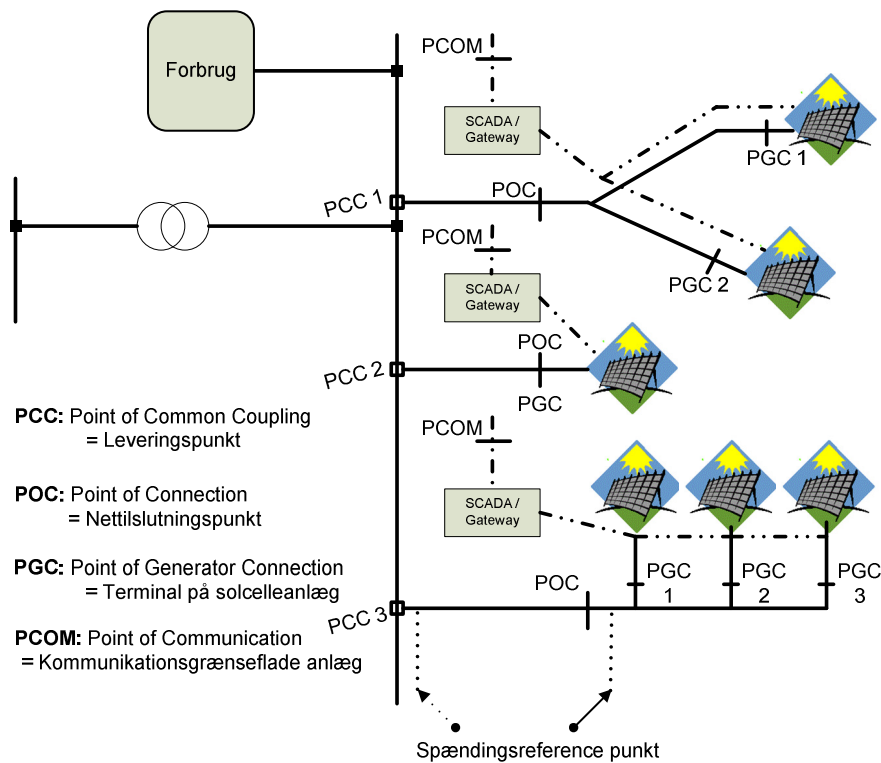 Forbrug
PCOM
SCADA /
Gateway
PGC 1
PCC 1
POC
PGC 2
PCOM
SCADA /
Gateway
POC
PCC 2
PGC
PCC: Point of Common Coupling
= Leveringspunkt
PCOM
POC: Point of Connection
= Nettilslutningspunkt
SCADA /
Gateway
PGC: Point of Generator Connection
= Terminal på solcelleanlæg
POC
PGC
1
PGC
2
PGC
3
PCC 3
PCOM: Point of Communication
= Kommunikationsgrænseflade anlæg
Spændingsreference punkt